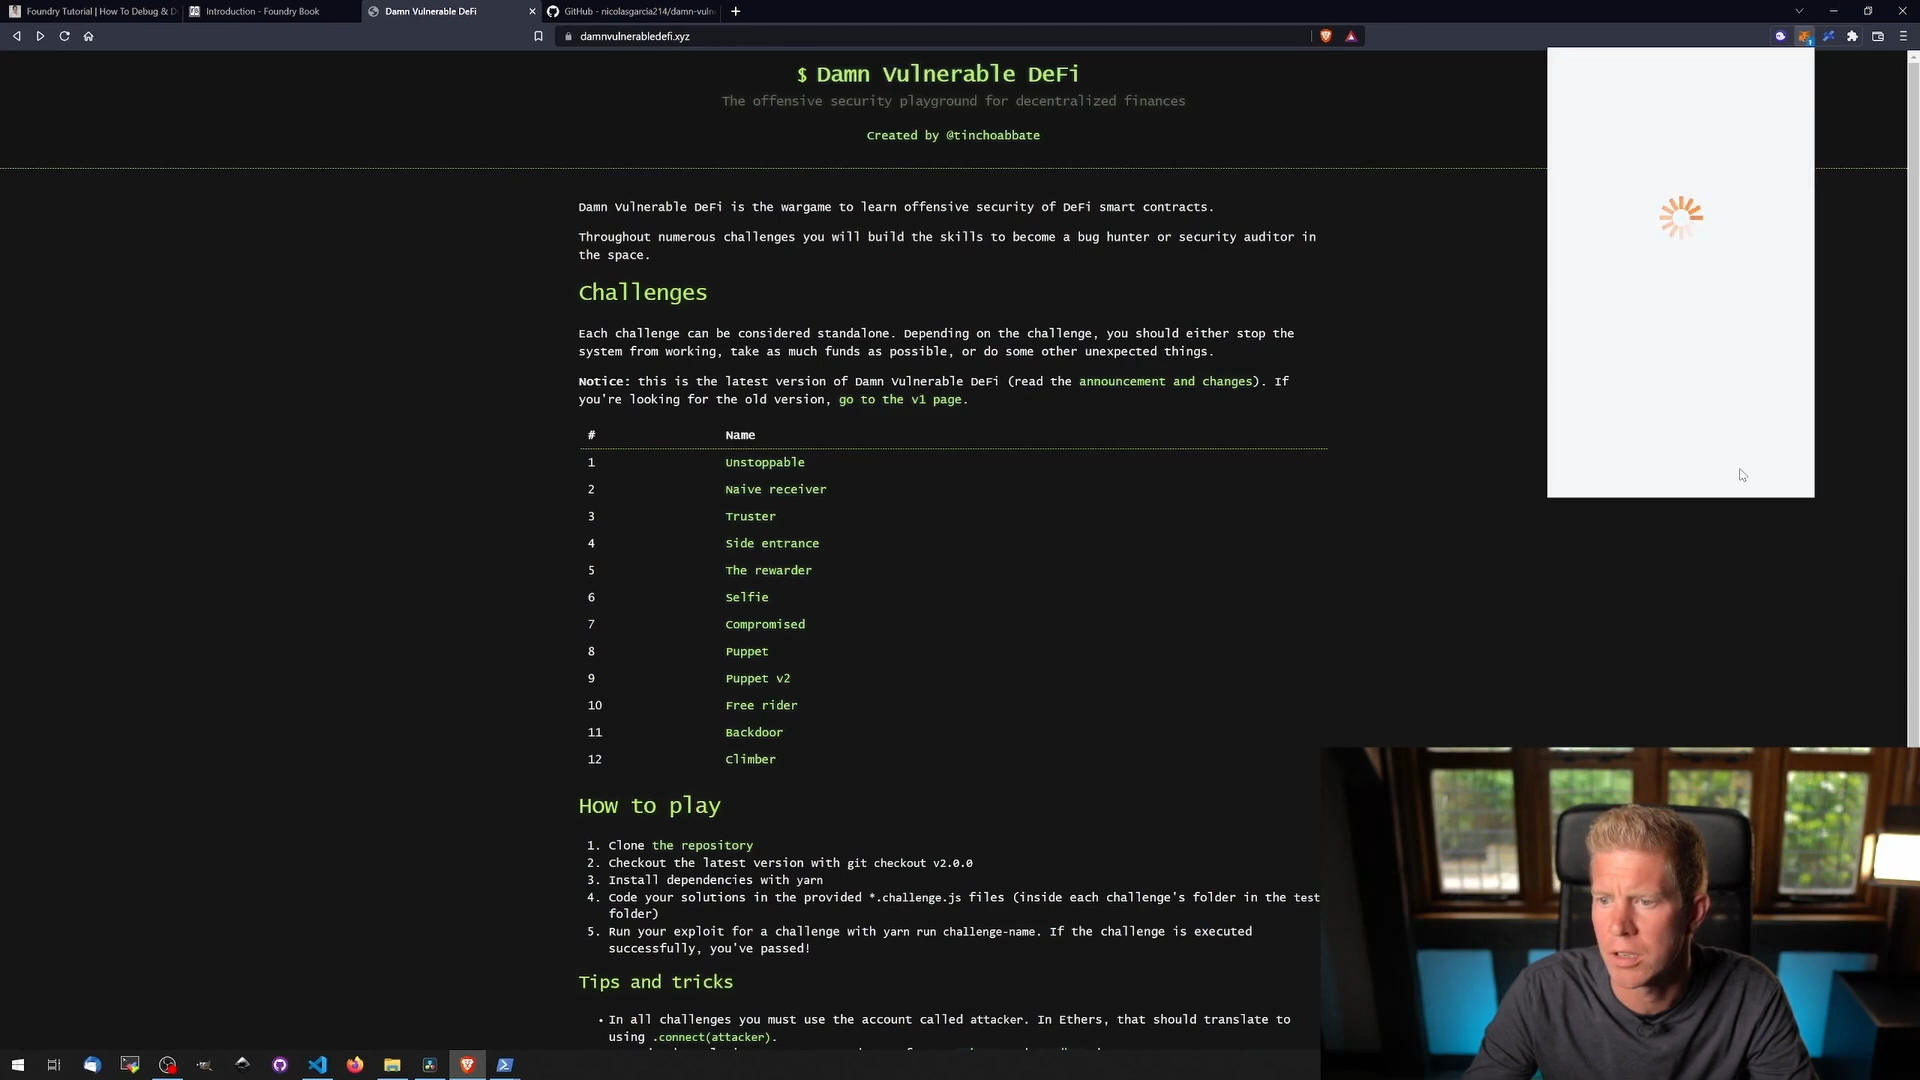 Foundry Tutorial | How To Debug & D
Introduction - Foundry Book
Damn Vulnerable DeFi
GitHub - nicolasgarcia214/damn-vuln
damnvulnerabledefi.xyz
$ Damn Vulnerable DeFi
The offensive security playground for decentralized finances
Created by @tinchoabbate
Damn Vulnerable DeFi is the wargame to learn offensive security of DeFi smart contracts.
Throughout numerous challenges you will build the skills to become a bug hunter or security auditor in
the space.
Challenges
Each challenge can be considered standalone. Depending on the challenge, you should either stop the
system from working, take as much funds as possible, or do some other unexpected things.
Notice: this is the latest version of Damn Vulnerable DeFi (read the announcement and changes). If
you're looking for the old version, go to the v1 page.
# Name
1 Unstoppable
2 Naive receiver
3 Truster
4 Side entrance
5 The rewarder
6 Selfie
7 Compromised
8 Puppet
9 Puppet v2
10 Free rider
11 Backdoor
12 Climber
How to play
1. Clone the repository
2. Checkout the latest version with git checkout v2.0.0
3. Install dependencies with yarn
4. Code your solutions in the provided *.challenge.js files (inside each challenge's folder in the test
folder)
5. Run your exploit for a challenge with yarn run challenge-name. If the challenge is executed
successfully, you've passed!
Tips and tricks
• In all challenges you must use the account called attacker. In Ethers, that should translate to
using .connect(attacker).